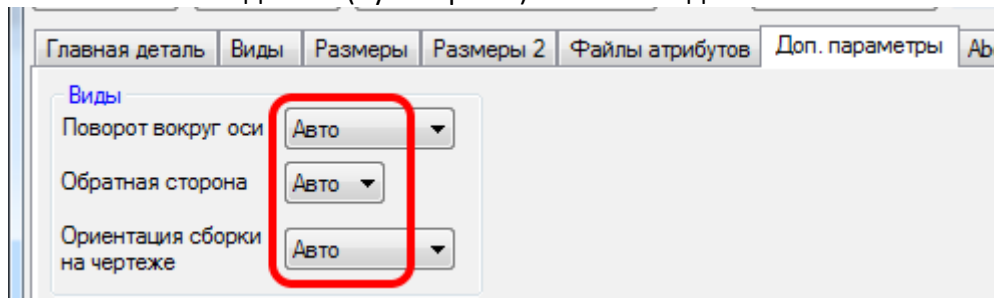 Главная деталь Виды Размеры Размеры 2 Файлы атрибутов Доп. параметры Ab
Виды
Поворот вокруг оси Авто
Обратная сторона Авто
Ориентация сборки
на чертеже Авто